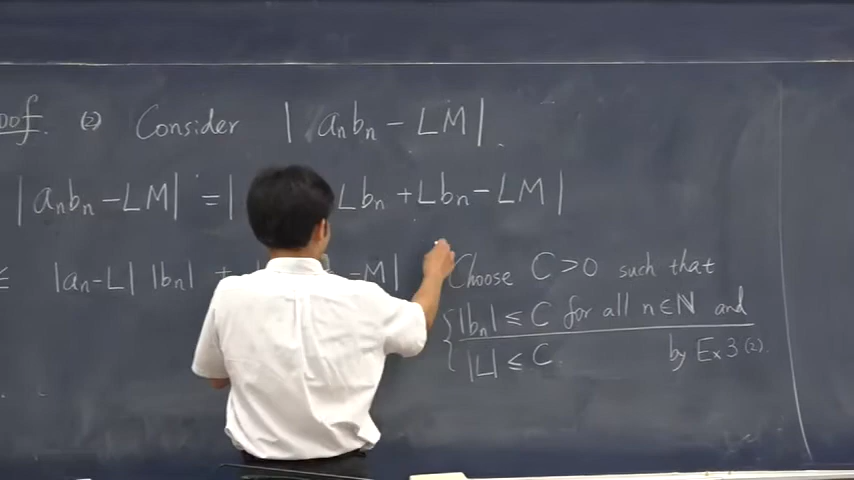 oof. (2) Consider | aₙbₙ - LM |.
|aₙbₙ - LM| = | Lbₙ + Lbₙ - LM |
≤ |aₙ-L| |bₙ| + -M|
Choose C>0 such that
|bₙ| ≤ C for all n∈ℕ and
|L| ≤ C. by Ex 3 (2).